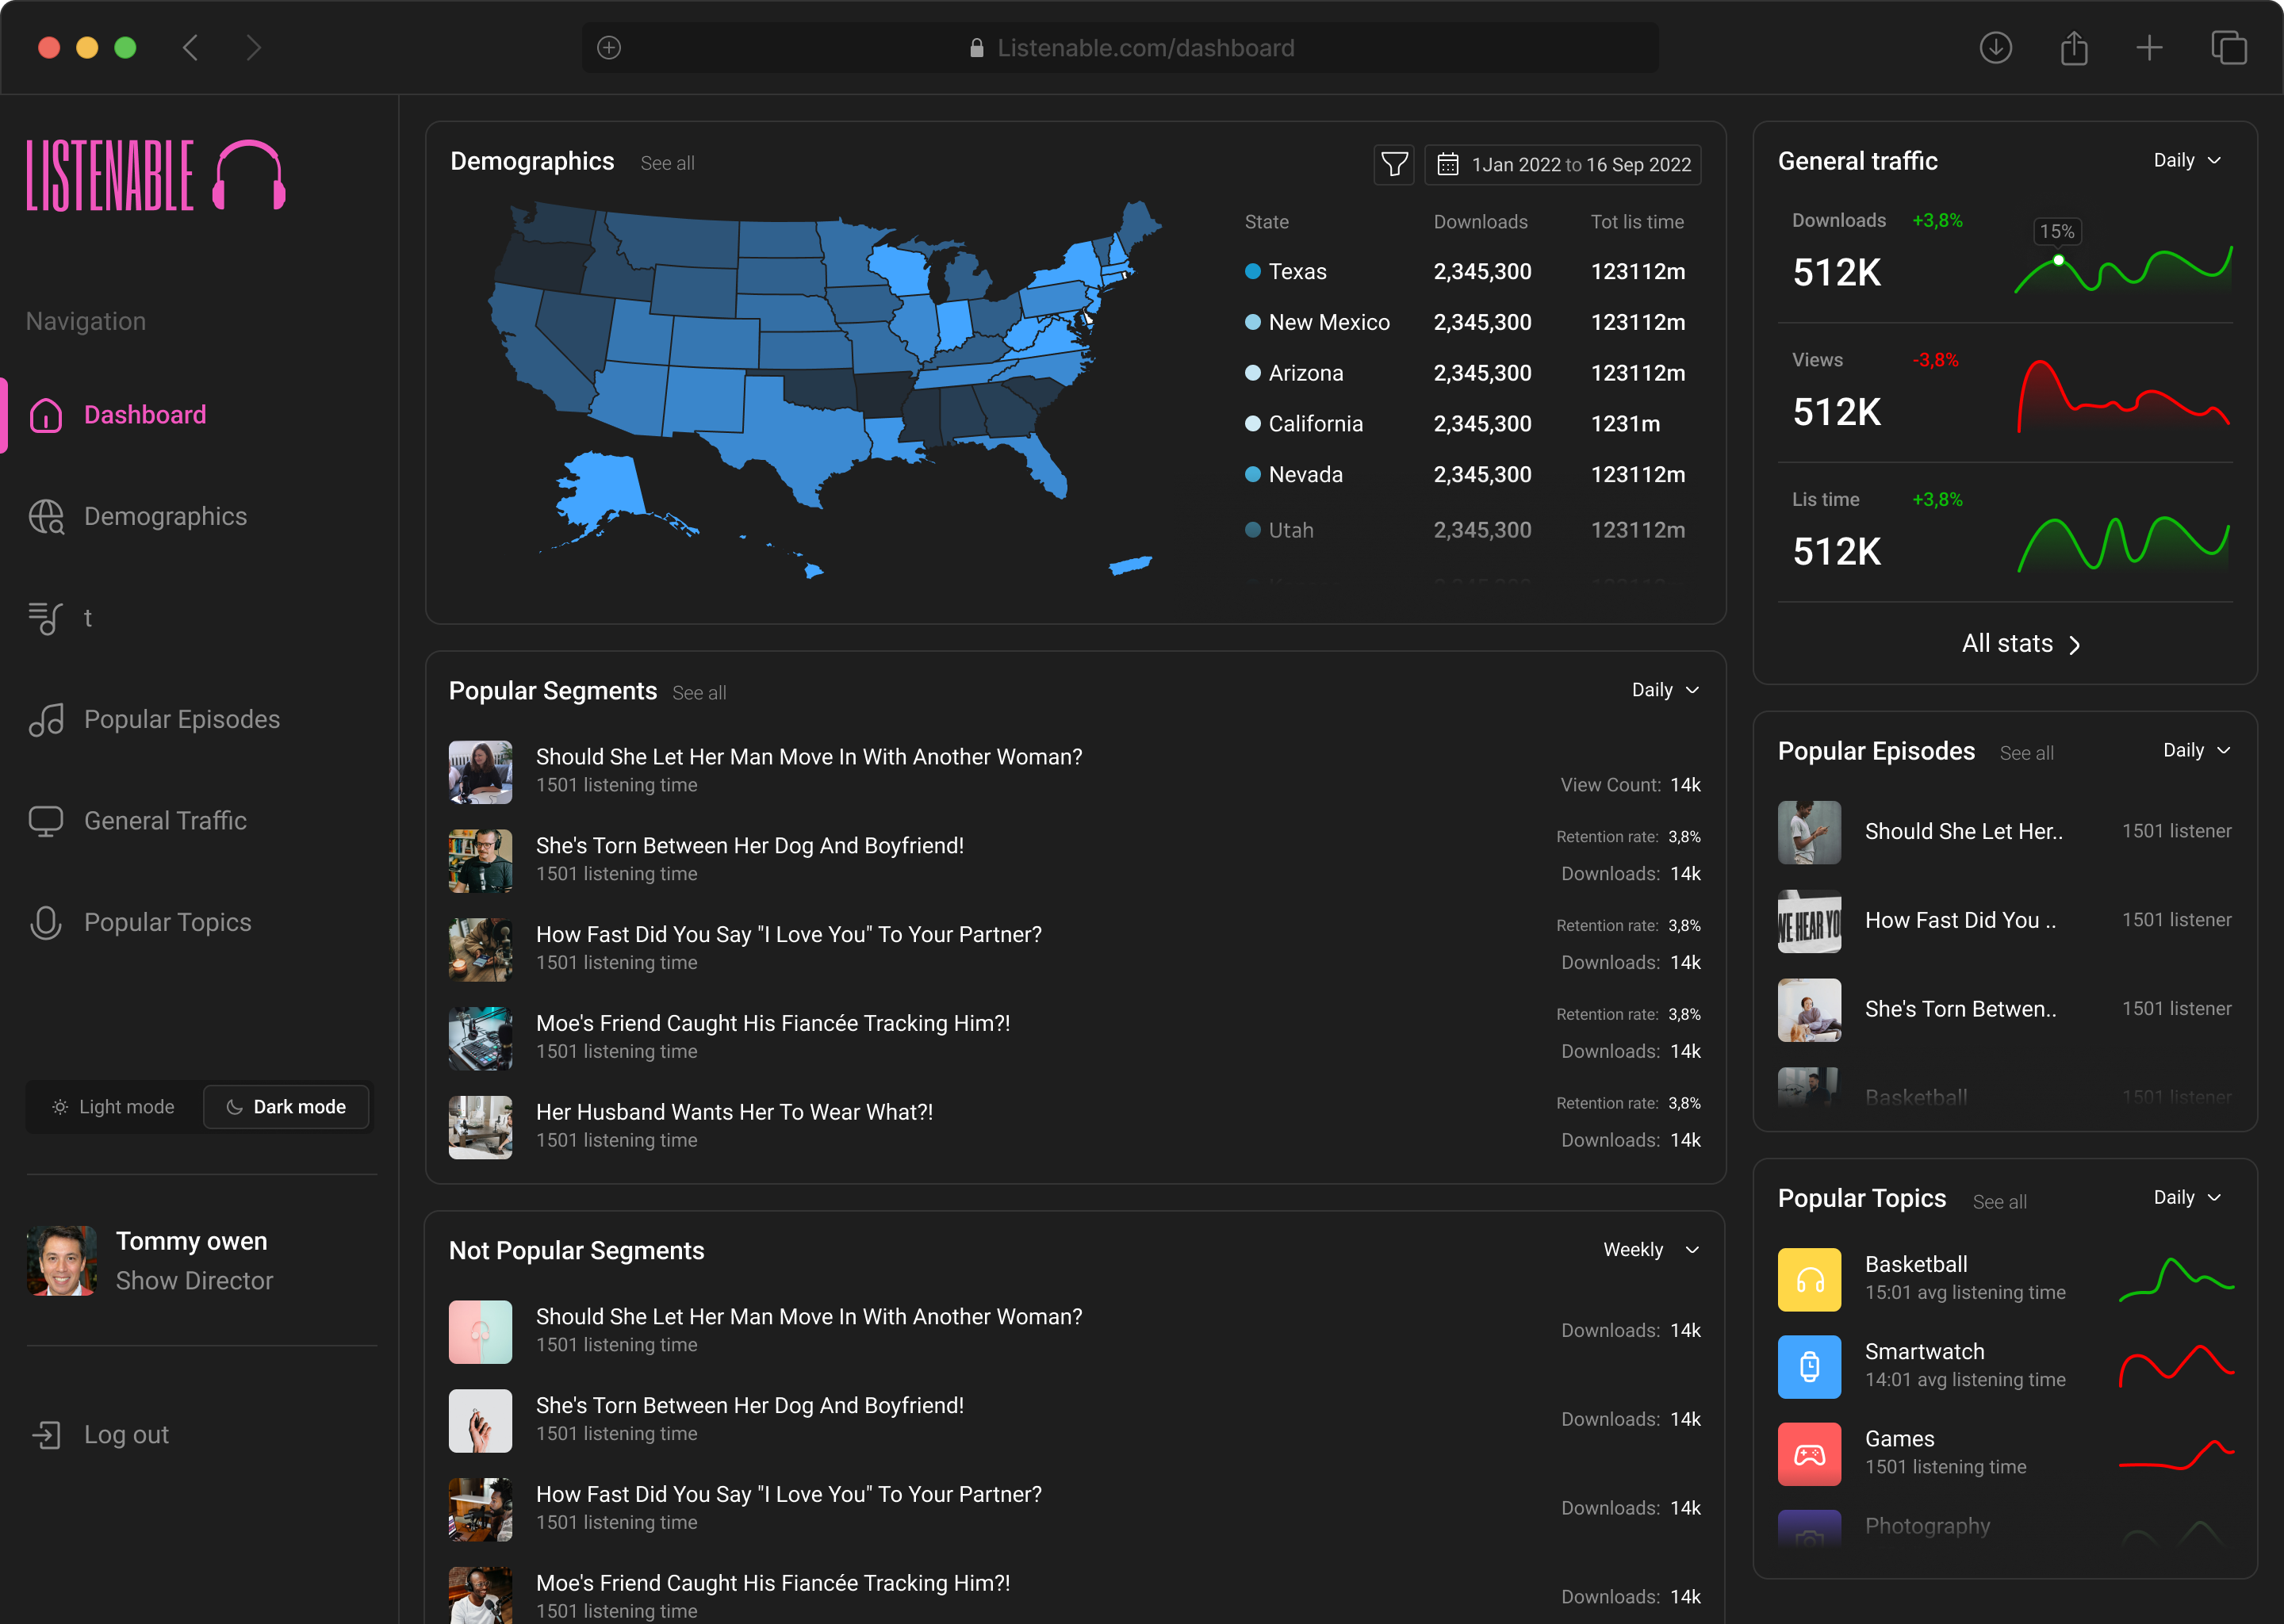 Listenable.com/dashboard
LISTENABLE
Navigation
Dashboard
Demographics
t
Popular Episodes
General Traffic
Popular Topics
Light mode
Dark mode
Tommy owen
Show Director
Log out
Demographics See all
1Jan 2022 to 16 Sep 2022
State Downloads Tot lis time
Texas 2,345,300 123112m
New Mexico 2,345,300 123112m
Arizona 2,345,300 123112m
California 2,345,300 1231m
Nevada 2,345,300 123112m
Utah 2,345,300 123112m
Popular Segments See all Daily
Should She Let Her Man Move In With Another Woman?
1501 listening time View Count: 14k
She's Torn Between Her Dog And Boyfriend! Retention rate: 3,8%
1501 listening time Downloads: 14k
How Fast Did You Say "I Love You" To Your Partner? Retention rate: 3,8%
1501 listening time Downloads: 14k
Moe's Friend Caught His Fiancée Tracking Him?! Retention rate: 3,8%
1501 listening time Downloads: 14k
Her Husband Wants Her To Wear What?! Retention rate: 3,8%
1501 listening time Downloads: 14k
Not Popular Segments Weekly
Should She Let Her Man Move In With Another Woman?
1501 listening time Downloads: 14k
She's Torn Between Her Dog And Boyfriend!
1501 listening time Downloads: 14k
How Fast Did You Say "I Love You" To Your Partner?
1501 listening time Downloads: 14k
Moe's Friend Caught His Fiancée Tracking Him?!
1501 listening time Downloads: 14k
General traffic Daily
Downloads +3,8%
15%
512K
Views -3,8%
512K
Lis time +3,8%
512K
All stats
Popular Episodes See all Daily
Should She Let Her.. 1501 listener
WE HEAR YOU
How Fast Did You .. 1501 listener
She's Torn Betwen.. 1501 listener
Basketball 1501 listener
Popular Topics See all Daily
Basketball
15:01 avg listening time
Smartwatch
14:01 avg listening time
Games
1501 listening time
Photography